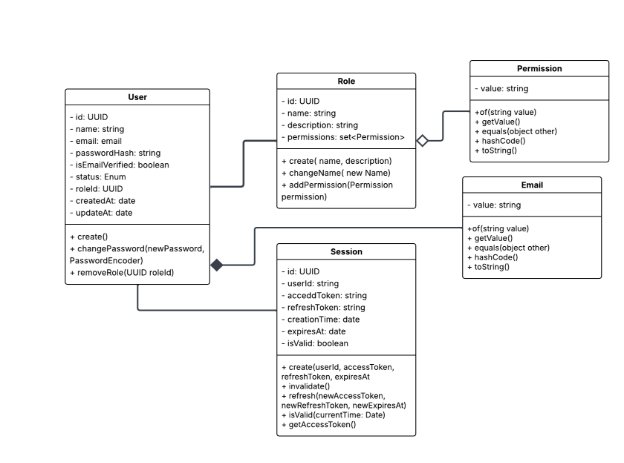 User
- id: UUID
- name: string
- email: email
- passwordHash: string
- isEmailVerified: boolean
- status: Enum
- roleId: UUID
- createdAt: date
- updateAt: date
+ create()
+ changePassword(newPassword,
PasswordEncoder)
+ removeRole(UUID roleId)
Role
- id: UUID
- name: string
- description: string
- permissions: set<Permission>
+ create( name, description)
+ changeName( new Name)
+ addPermission(Permission
permission)
Permission
- value: string
+of(string value)
+ getValue()
+ equals(object other)
+ hashCode()
+ toString()
Email
- value: string
+of(string value)
+ getValue()
+ equals(object other)
+ hashCode()
+ toString()
Session
- id: UUID
- userId: string
- acceddToken: string
- refreshToken: string
- creationTime: date
- expiresAt: date
- isValid: boolean
+ create(userId, accessToken,
refreshToken, expiresAt
+ invalidate()
+ refresh(newAccessToken,
newRefreshToken, newExpiresAt)
+ isValid(currentTime: Date)
+ getAccessToken()